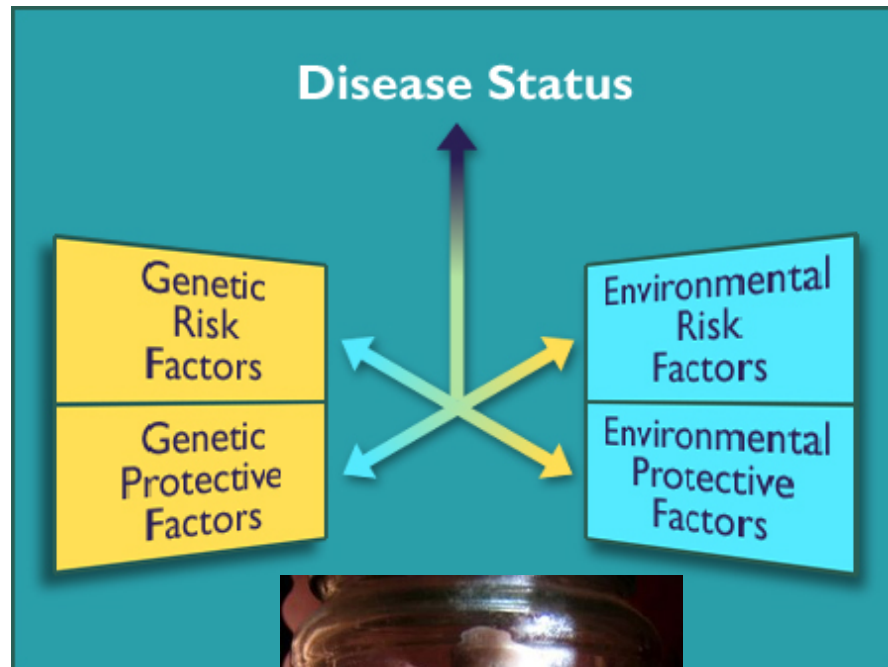 Disease Status
Genetic
Risk
Factors
Genetic
Protective
Factors
Environmental
Risk
Factors
Environmental
Protective
Factors